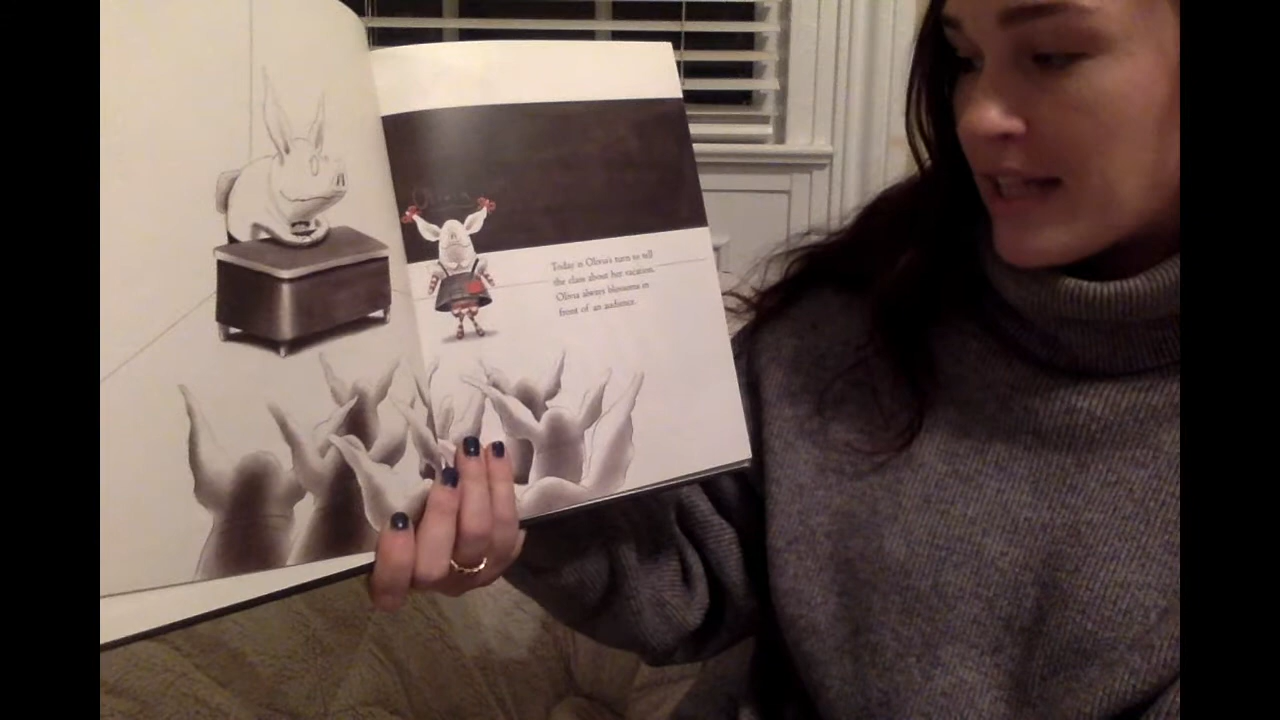 Olivia
Today is Olivia's turn to tell
the class about her vacation.
Olivia always blossoms in
front of an audience.